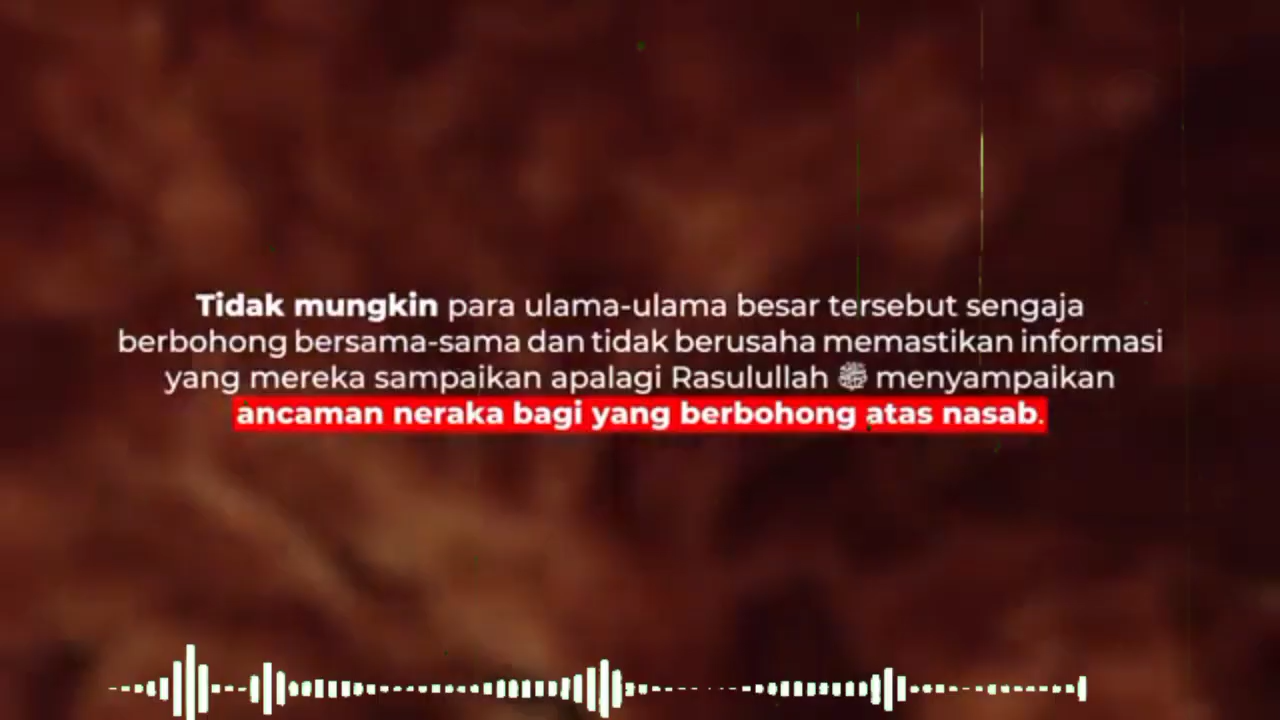 Tidak mungkin para ulama-ulama besar tersebut sengaja
berbohong bersama-sama dan tidak berusaha memastikan informasi
yang mereka sampaikan apalagi Rasulullah ﷺ menyampaikan
ancaman neraka bagi yang berbohong atas nasab.